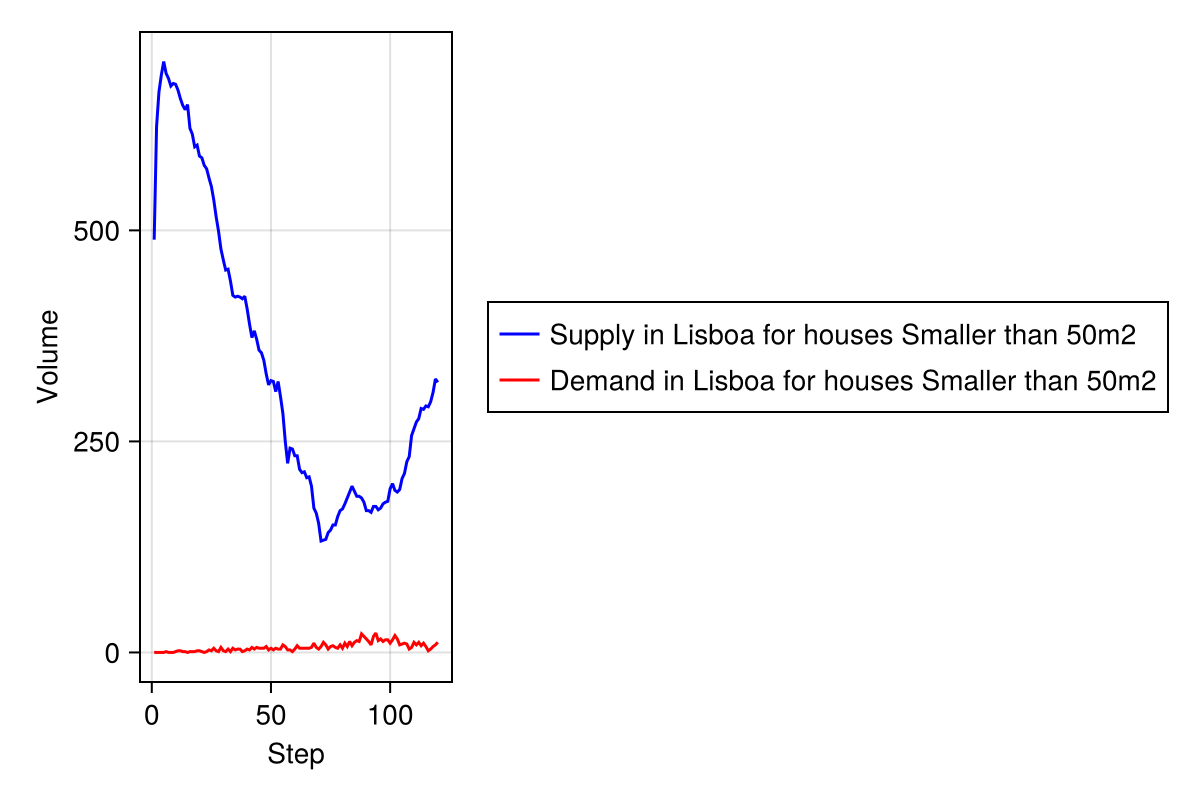 Volume
500
250
0
0 50 100
Step
Supply in Lisboa for houses Smaller than 50m2
Demand in Lisboa for houses Smaller than 50m2